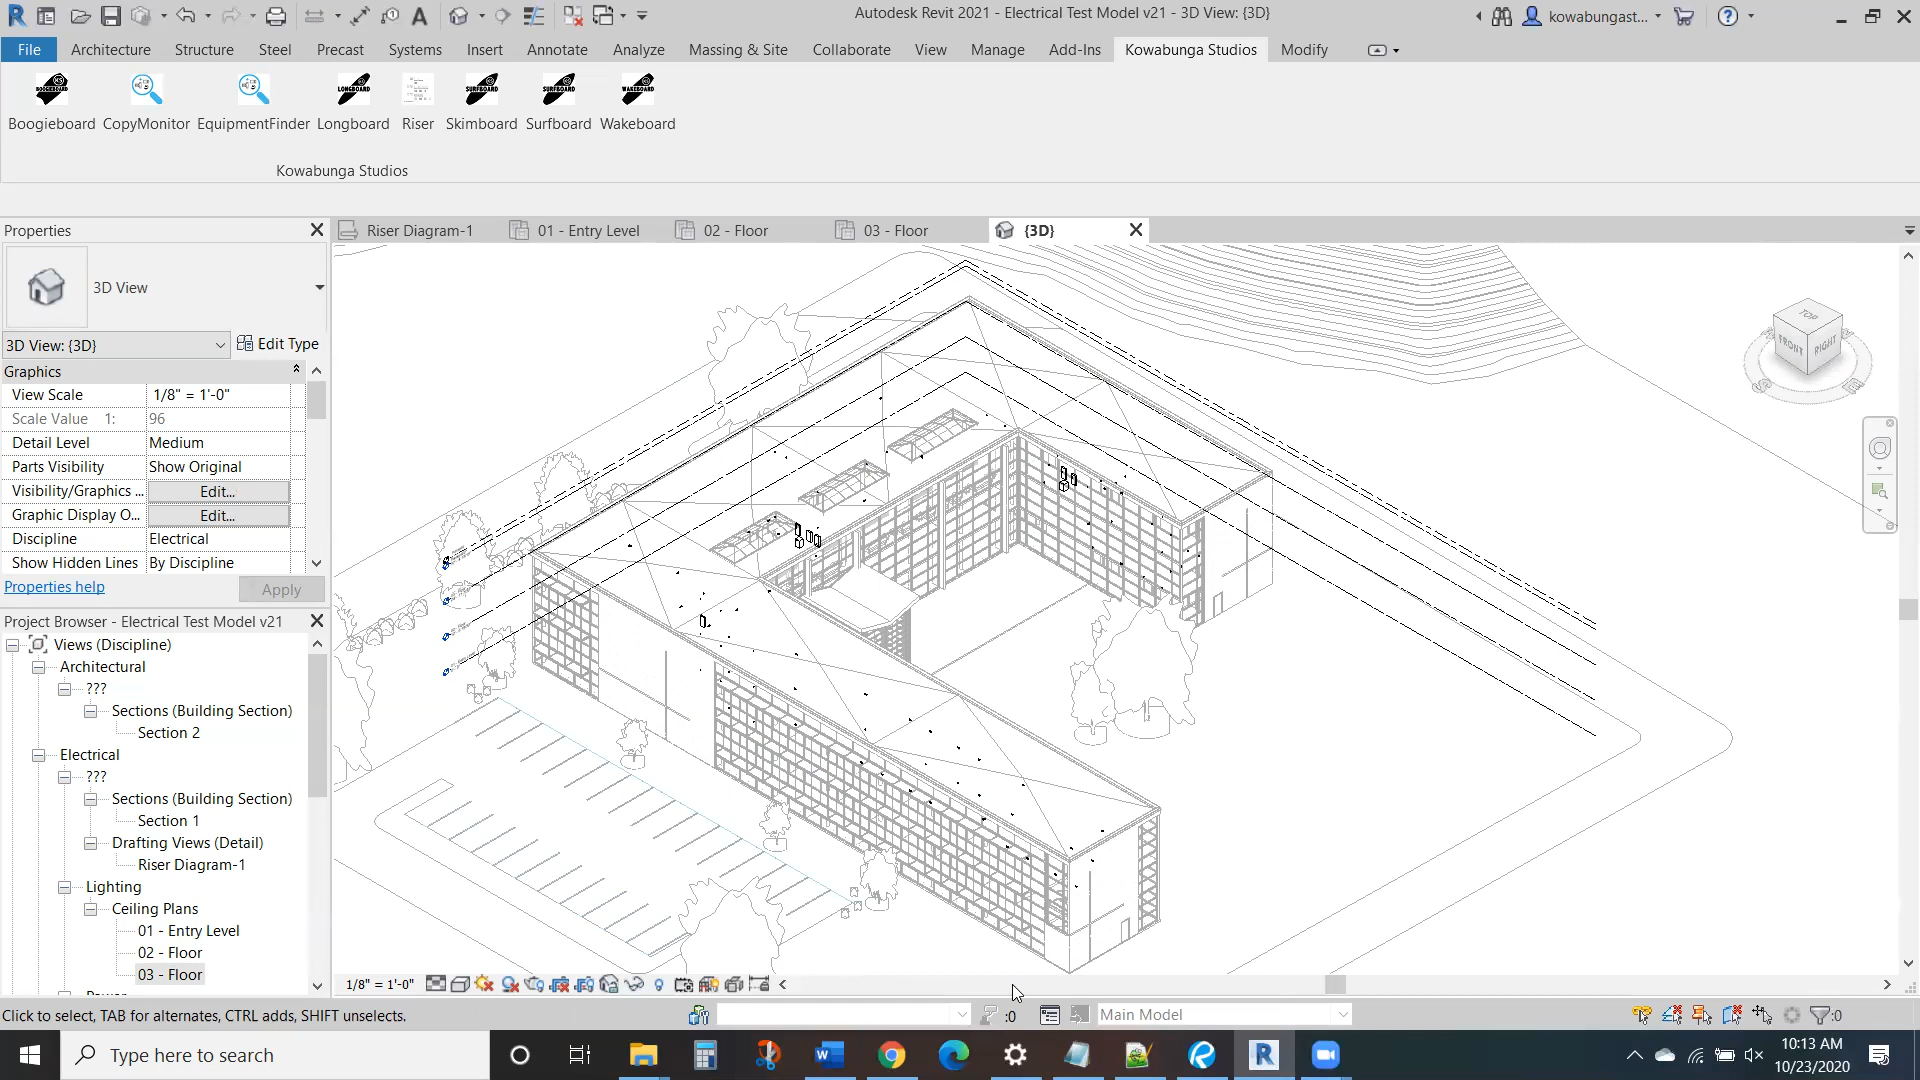 Autodesk Revit 2021 - Electrical Test Model v21 - 3D View: {3D}
kowabungast...
File Architecture Structure Steel Precast Systems Insert Annotate Analyze Massing & Site Collaborate View Manage Add-Ins Kowabunga Studios Modify
Boogieboard CopyMonitor EquipmentFinder Longboard Riser Skimboard Surfboard Wakeboard
Kowabunga Studios
Properties
Riser Diagram-1
01 - Entry Level
02 - Floor
03 - Floor
{3D}
3D View
3D View: {3D}
Edit Type
Graphics
View Scale 1/8" = 1'-0"
Scale Value 1: 96
Detail Level Medium
Parts Visibility Show Original
Visibility/Graphics ... Edit...
Graphic Display O... Edit...
Discipline Electrical
Show Hidden Lines By Discipline
Properties help
Apply
TOP
FRONT
RIGHT
Project Browser - Electrical Test Model v21
Views (Discipline)
Architectural
???
Sections (Building Section)
Section 2
Electrical
???
Sections (Building Section)
Section 1
Drafting Views (Detail)
Riser Diagram-1
Lighting
Ceiling Plans
01 - Entry Level
02 - Floor
03 - Floor
1/8" = 1'-0"
Click to select, TAB for alternates, CTRL adds, SHIFT unselects.
:0
Main Model
:0
Type here to search
10:13 AM
10/23/2020